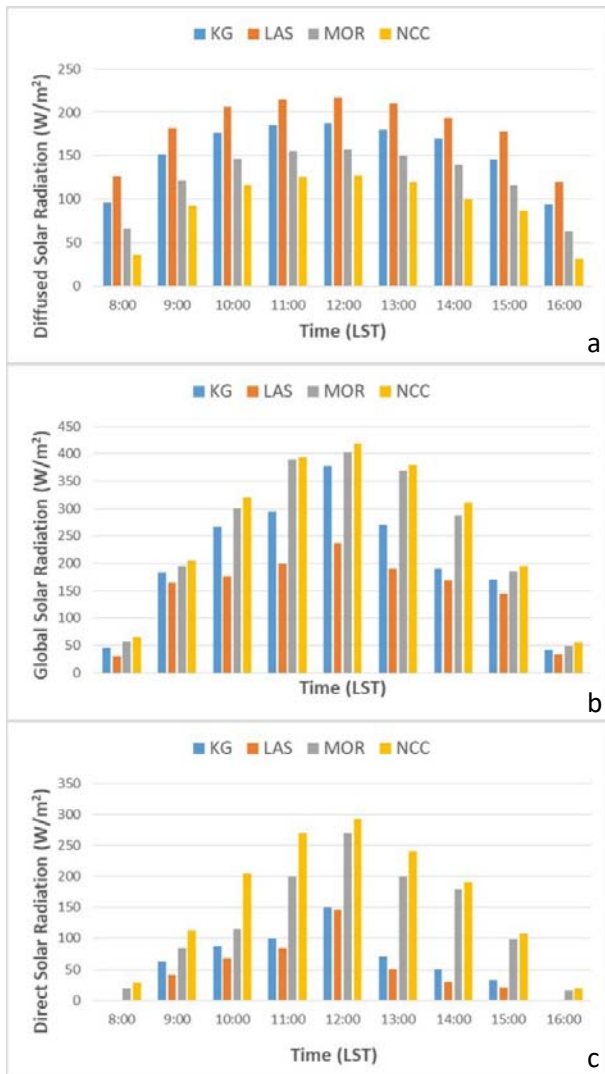 KG LAS MOR NCC
Diffused Solar Radiation (W/m²)
250
200
150
100
50
0
8:00 9:00 10:00 11:00 12:00 13:00 14:00 15:00 16:00
Time (LST)
a
KG LAS MOR NCC
Global Solar Radiation (W/m²)
450
400
350
300
250
200
150
100
50
0
8:00 9:00 10:00 11:00 12:00 13:00 14:00 15:00 16:00
Time (LST)
b
KG LAS MOR NCC
Direct Solar Radiation (W/m²)
350
300
250
200
150
100
50
0
8:00 9:00 10:00 11:00 12:00 13:00 14:00 15:00 16:00
Time (LST)
c